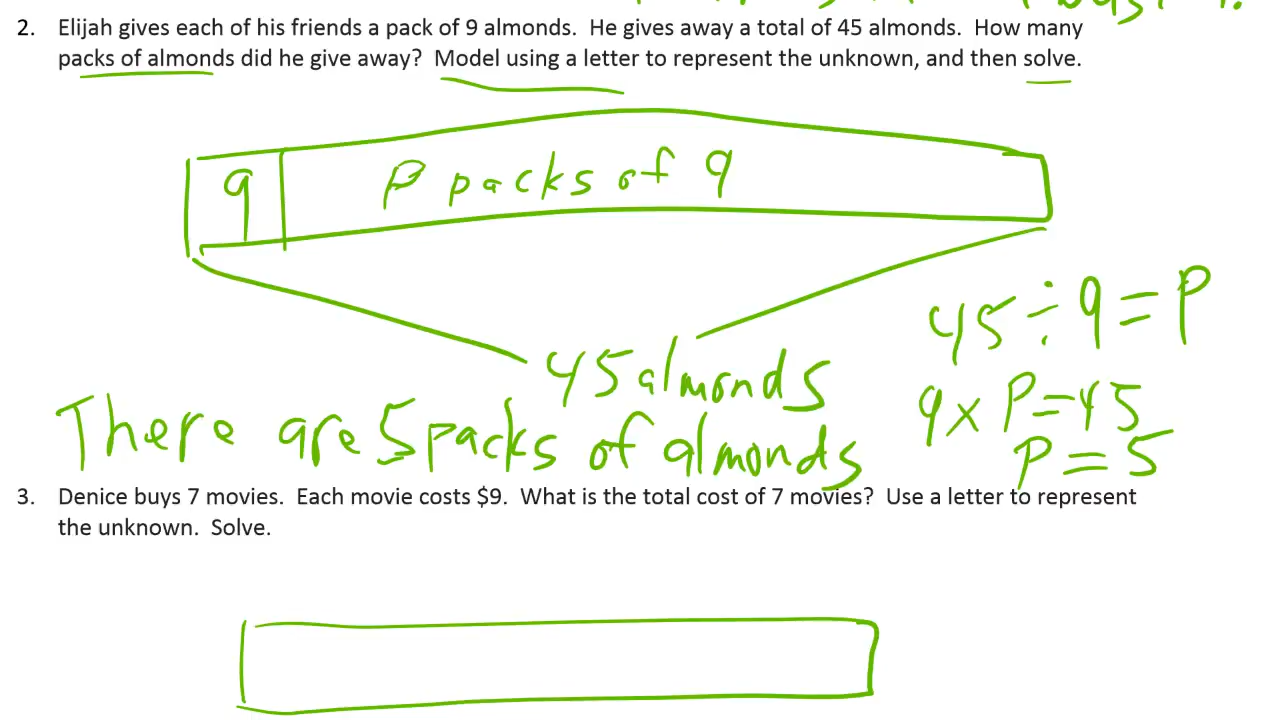 2. Elijah gives each of his friends a pack of 9 almonds. He gives away a total of 45 almonds. How many
packs of almonds did he give away? Model using a letter to represent the unknown, and then solve.
9 P packs of 9
45 ÷ 9 = P
45 almonds
9 x P = 45
There are 5 packs of almonds
P = 5
3. Denice buys 7 movies. Each movie costs $9. What is the total cost of 7 movies? Use a letter to represent
the unknown. Solve.